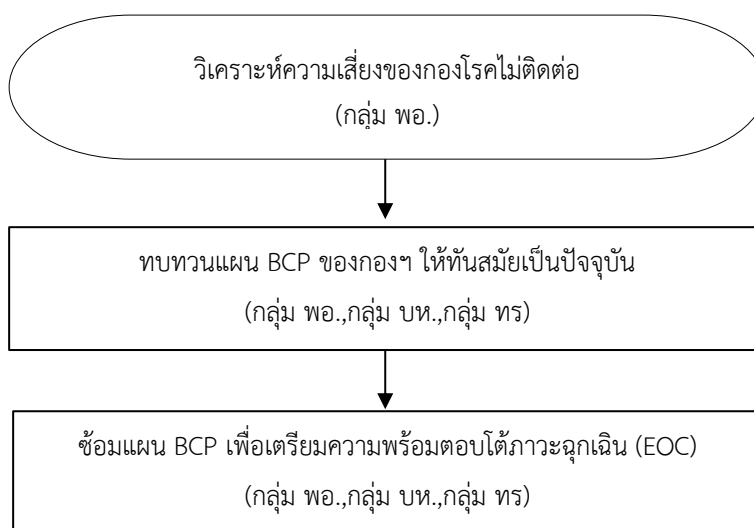 วิเคราะห์ความเสี่ยงของกองโรคไม่ติดต่อ
(กลุ่ม พอ.)
ทบทวนแผน BCP ของกองฯ ให้ทันสมัยเป็นปัจจุบัน
(กลุ่ม พอ.,กลุ่ม บห.,กลุ่ม ทร)
ซ้อมแผน BCP เพื่อเตรียมความพร้อมตอบโต้ภาวะฉุกเฉิน (EOC)
(กลุ่ม พอ.,กลุ่ม บห.,กลุ่ม ทร)